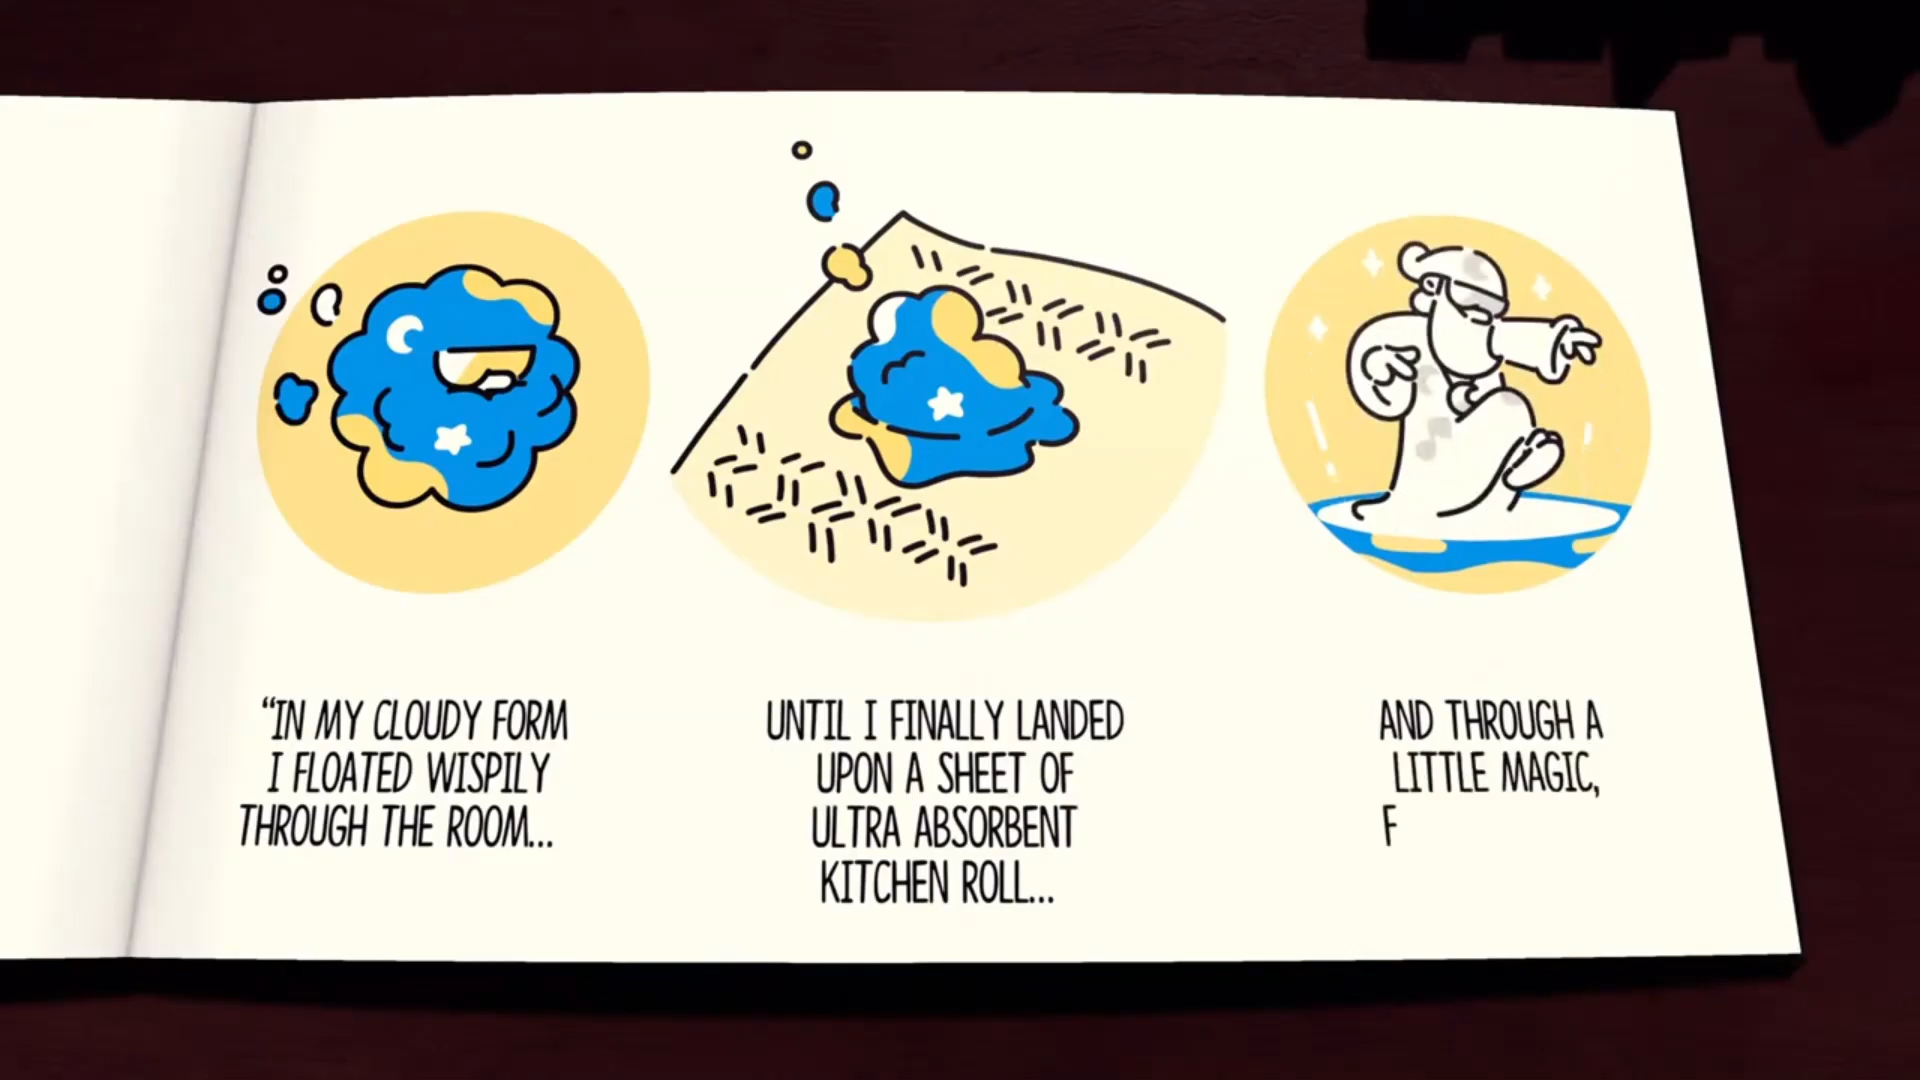 “IN MY CLOUDY FORM
I FLOATED WISPILY
THROUGH THE ROOM...
UNTIL I FINALLY LANDED
UPON A SHEET OF
ULTRA ABSORBENT
KITCHEN ROLL...
AND THROUGH A
LITTLE MAGIC,
F